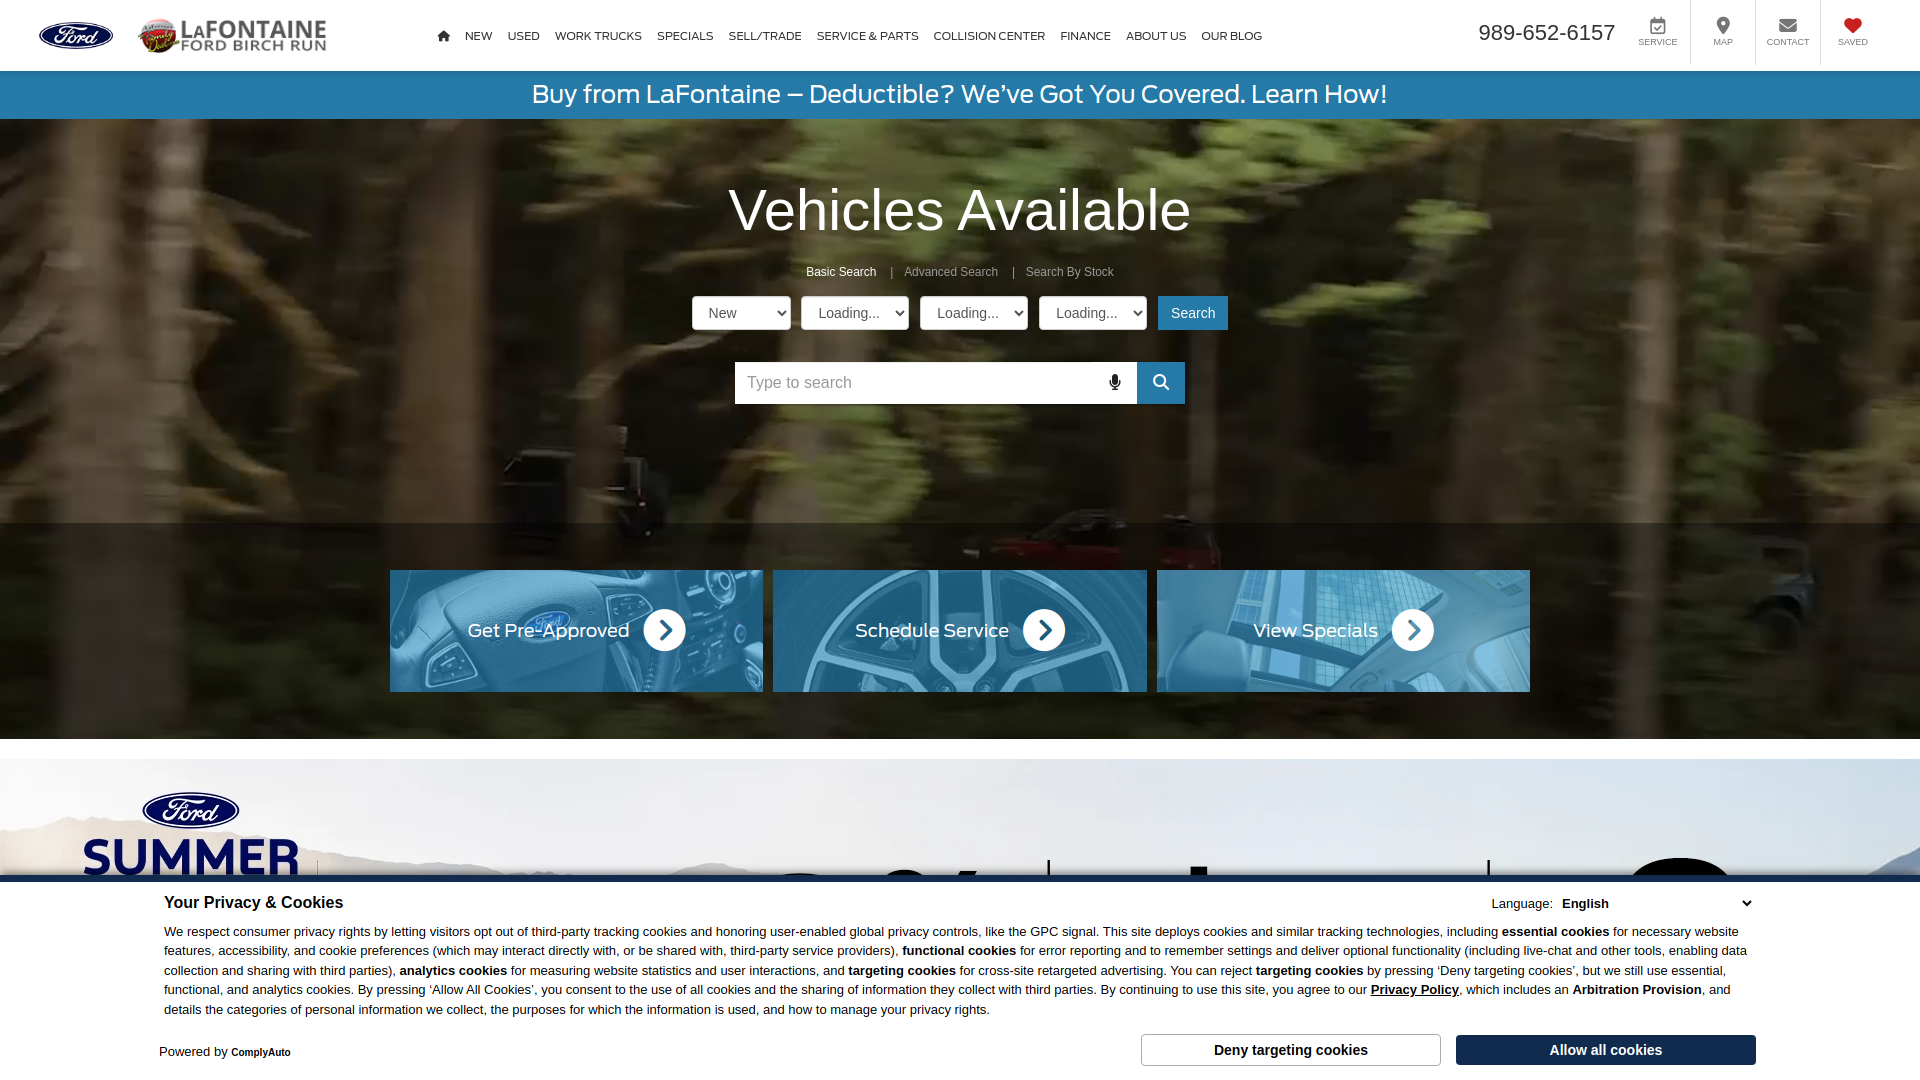 Ford
LaFONTAINE
FORD BIRCH RUN
NEW USED WORK TRUCKS SPECIALS SELL/TRADE SERVICE & PARTS COLLISION CENTER FINANCE ABOUT US OUR BLOG
989-652-6157
SERVICE
MAP
CONTACT
SAVED
Buy from LaFontaine – Deductible? We’ve Got You Covered. Learn How!
Vehicles Available
Basic Search | Advanced Search | Search By Stock
New Loading... Loading... Loading... Search
Type to search
Get Pre-Approved
Schedule Service
View Specials
Ford
SUMMER
Your Privacy & Cookies
Language: English
We respect consumer privacy rights by letting visitors opt out of third-party tracking cookies and honoring user-enabled global privacy controls, like the GPC signal. This site deploys cookies and similar tracking technologies, including essential cookies for necessary website
features, accessibility, and cookie preferences (which may interact directly with, or be shared with, third-party service providers), functional cookies for error reporting and to remember settings and deliver optional functionality (including live-chat and other tools, enabling data
collection and sharing with third parties), analytics cookies for measuring website statistics and user interactions, and targeting cookies for cross-site retargeted advertising. You can reject targeting cookies by pressing ‘Deny targeting cookies’, but we still use essential,
functional, and analytics cookies. By pressing ‘Allow All Cookies’, you consent to the use of all cookies and the sharing of information they collect with third parties. By continuing to use this site, you agree to our Privacy Policy, which includes an Arbitration Provision, and
details the categories of personal information we collect, the purposes for which the information is used, and how to manage your privacy rights.
Powered by ComplyAuto
Deny targeting cookies
Allow all cookies